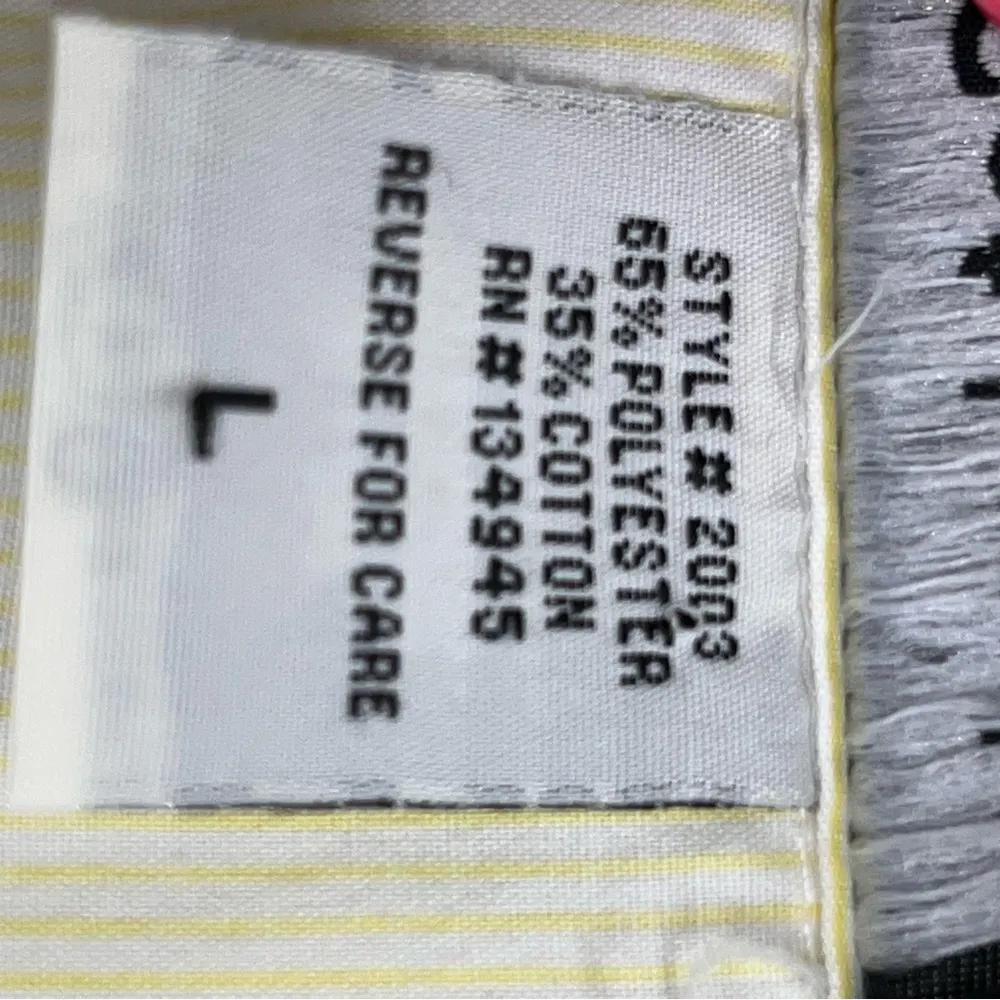 STYLE # 2003
65% POLYESTER
35% COTTON
RN # 134945
REVERSE FOR CARE
L